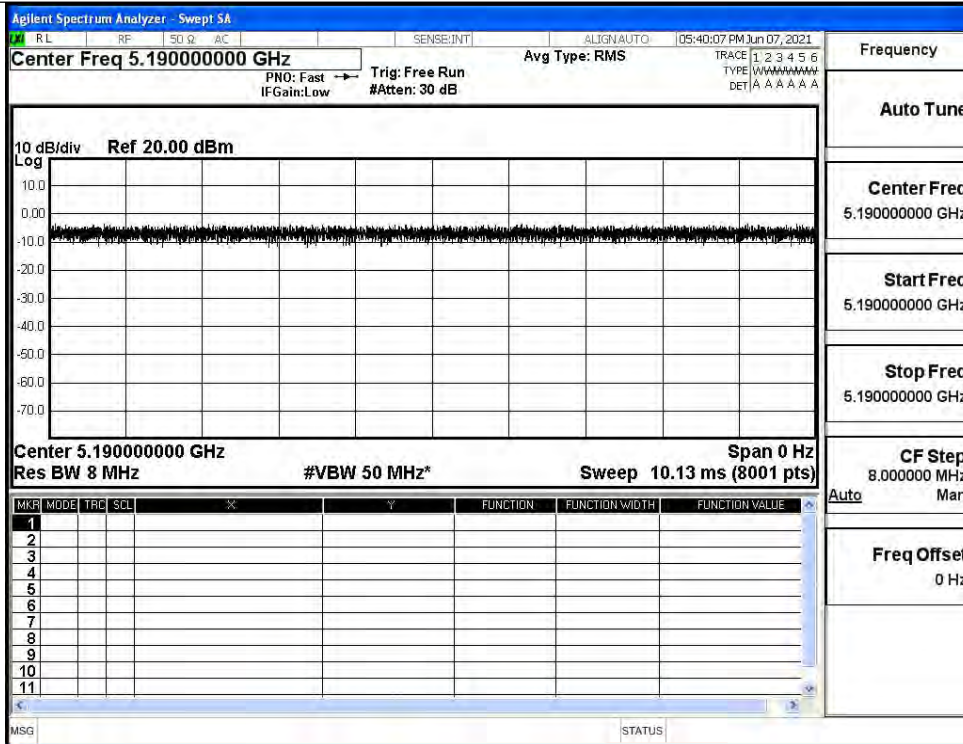 Agilent Spectrum Analyzer - Swept SA
LXI RL RF 50 Ω AC SENSE:INT ALIGNAUTO 05:40:07 PM Jun 07, 2021
Center Freq 5.190000000 GHz Avg Type: RMS TRACE 1 2 3 4 5 6
PNO: Fast Trig: Free Run TYPE WWWWWW
IFGain:Low #Atten: 30 dB DET A A A A A A
10 dB/div Ref 20.00 dBm
Log
10.0
0.00
-10.0
-20.0
-30.0
-40.0
-50.0
-60.0
-70.0
Center 5.190000000 GHz Span 0 Hz
Res BW 8 MHz #VBW 50 MHz* Sweep 10.13 ms (8001 pts)
MKR MODE TRC SCL X Y FUNCTION FUNCTION WIDTH FUNCTION VALUE
1
2
3
4
5
6
7
8
9
10
11
MSG STATUS
Frequency
Auto Tune
Center Freq
5.190000000 GHz
Start Freq
5.190000000 GHz
Stop Freq
5.190000000 GHz
CF Step
8.000000 MHz
Auto Man
Freq Offset
0 Hz